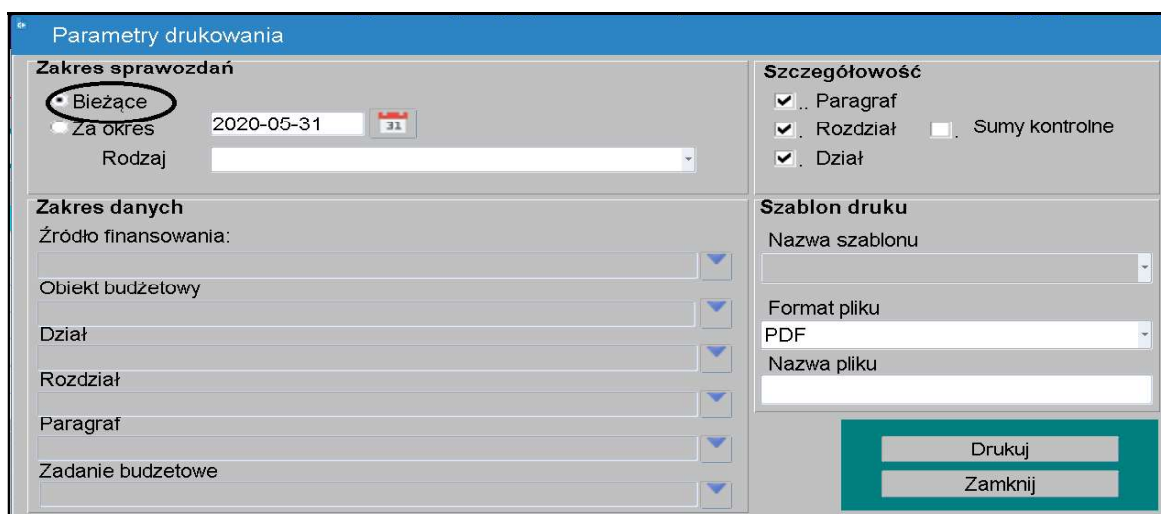 Parametry drukowania
Zakres sprawozdań
Bieżące
Za okres 2020-05-31 31
Rodzaj
Szczegółowość
Paragraf
Rozdział Sumy kontrolne
Dział
Zakres danych
Źródło finansowania:
Obiekt budżetowy
Dział
Rozdział
Paragraf
Zadanie budzetowe
Szablon druku
Nazwa szablonu
Format pliku
PDF
Nazwa pliku
Drukuj
Zamknij